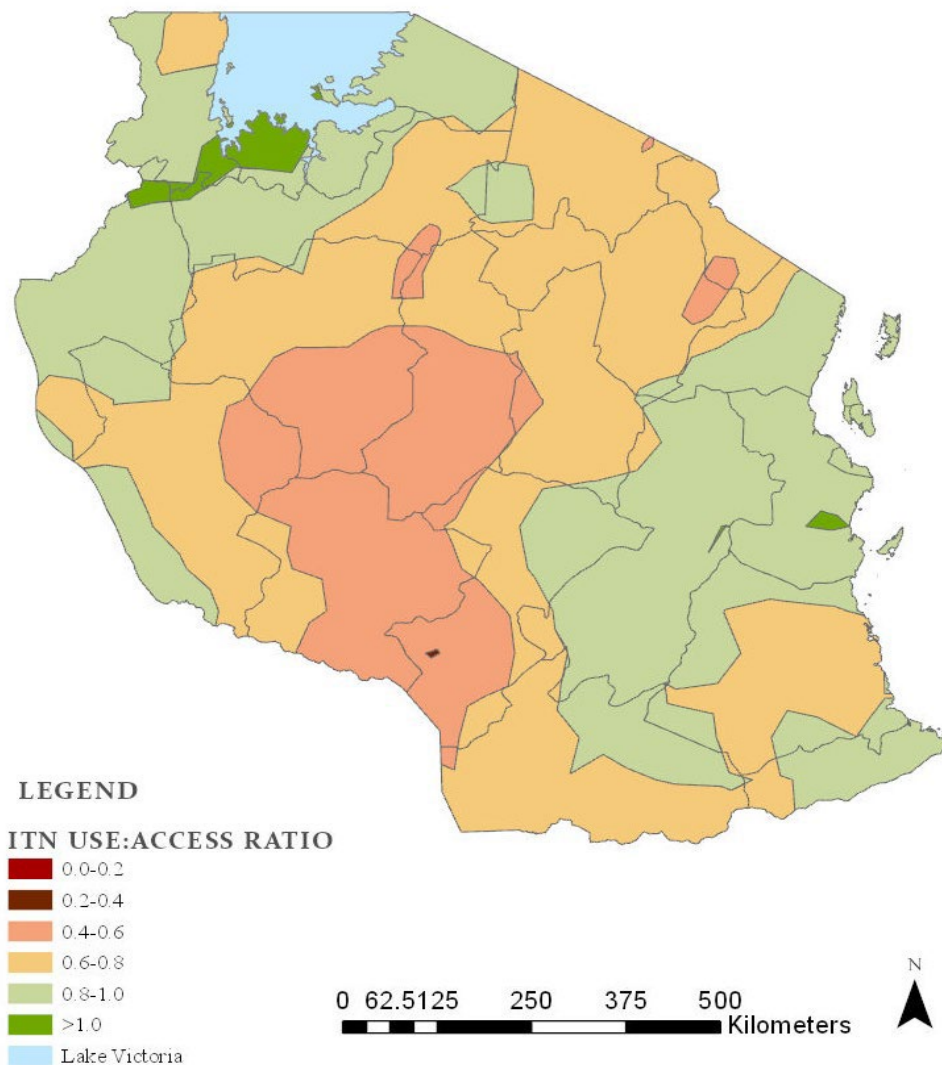 LEGEND
ITN USE:ACCESS RATIO
0.0-0.2
0.2-0.4
0.4-0.6
0.6-0.8
0.8-1.0
>1.0
Lake Victoria
0 62.5125 250 375 500
Kilometers
N